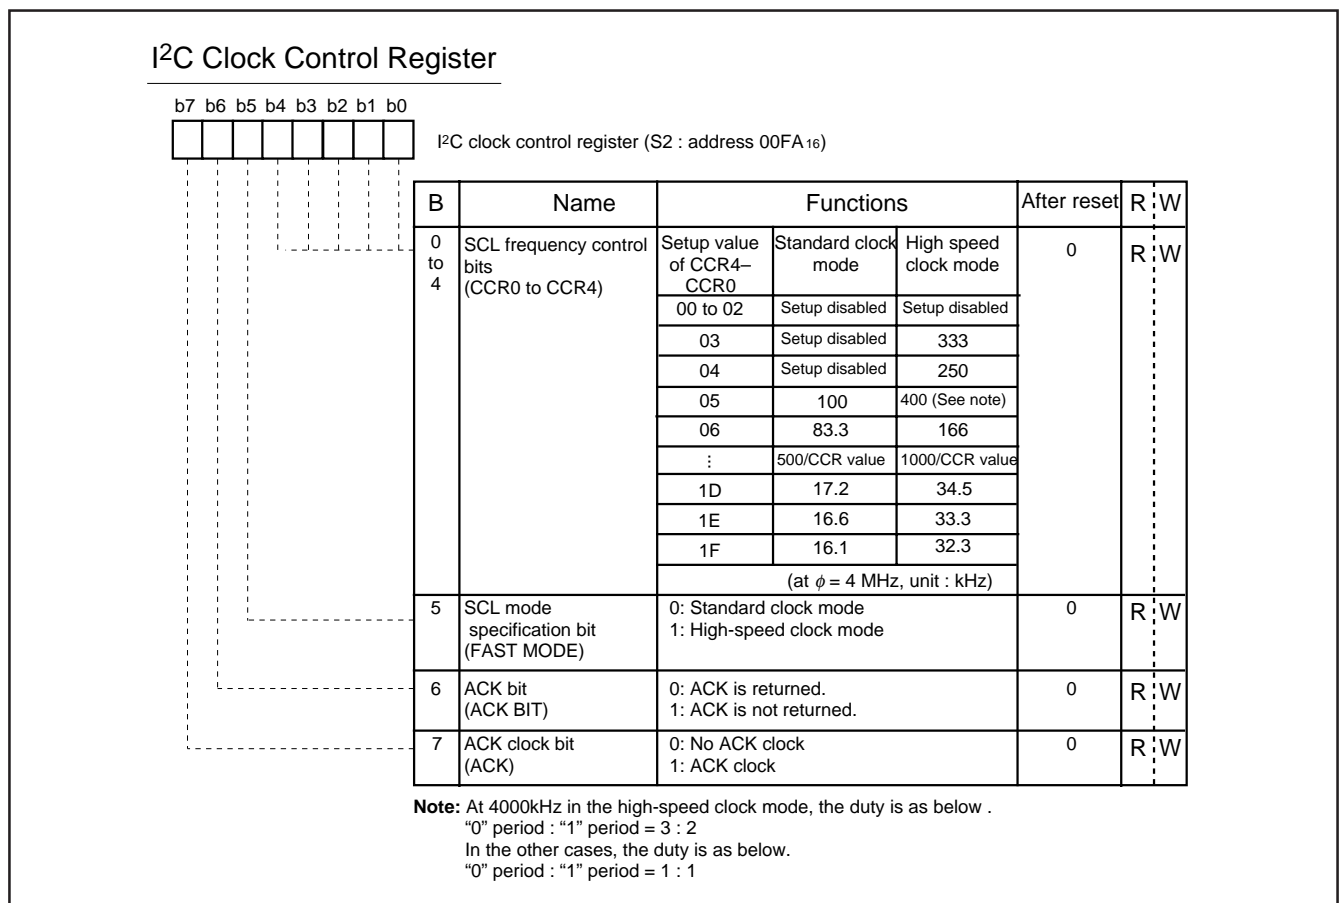 I2C Clock Control Register
b7 b6 b5 b4 b3 b2 b1 b0
I2C clock control register (S2 : address 00FA16)
B Name Functions After reset R W
0 to 4 SCL frequency control bits (CCR0 to CCR4) 0 R W
Setup value of CCR4–CCR0 Standard clock mode High speed clock mode
00 to 02 Setup disabled Setup disabled
03 Setup disabled 333
04 Setup disabled 250
05 100 400 (See note)
06 83.3 166
⋮ 500/CCR value 1000/CCR value
1D 17.2 34.5
1E 16.6 33.3
1F 16.1 32.3
(at ϕ = 4 MHz, unit : kHz)
5 SCL mode 0: Standard clock mode 0 R W
specification bit 1: High-speed clock mode
(FAST MODE)
6 ACK bit 0: ACK is returned. 0 R W
(ACK BIT) 1: ACK is not returned.
7 ACK clock bit 0: No ACK clock 0 R W
(ACK) 1: ACK clock
Note: At 4000kHz in the high-speed clock mode, the duty is as below .
“0” period : “1” period = 3 : 2
In the other cases, the duty is as below.
“0” period : “1” period = 1 : 1